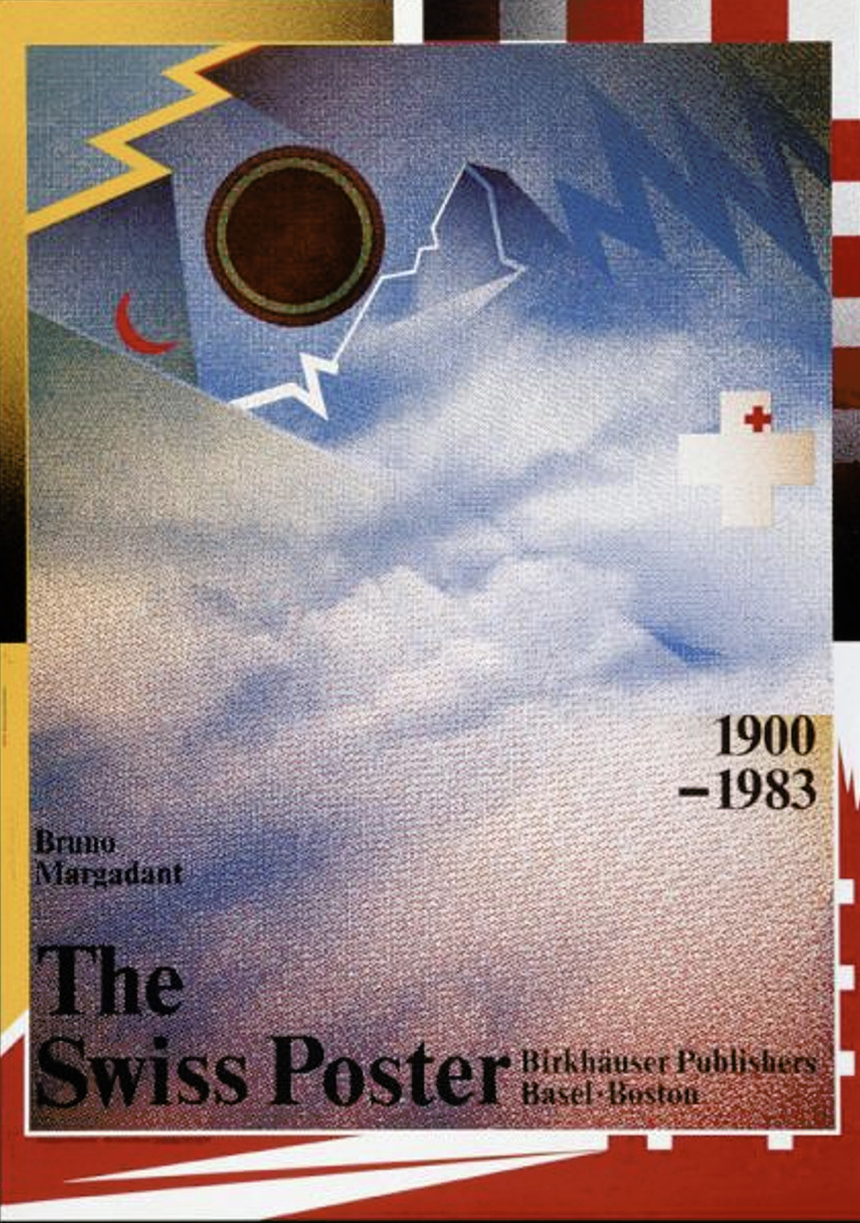 1900
–1983
Bruno
Margadant
The
Swiss Poster
Birkhäuser Publishers
Basel·Boston